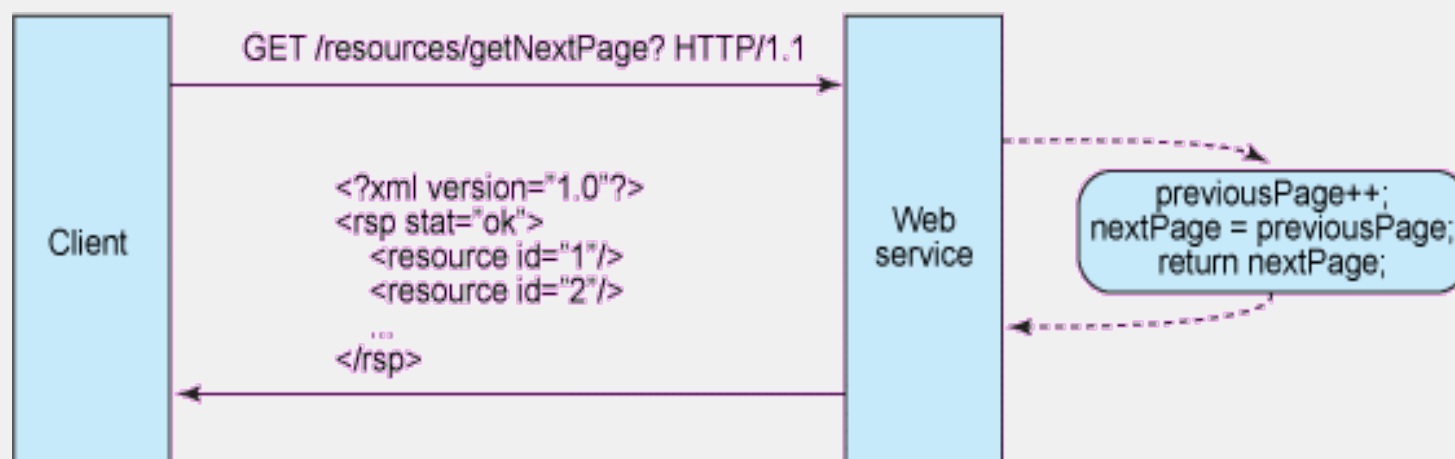 GET /resources/getNextPage? HTTP/1.1
<?xml version="1.0"?>
<rsp stat="ok">
<resource id="1"/>
<resource id="2"/>
...
</rsp>
Client
Web
service
previousPage++;
nextPage = previousPage;
return nextPage;